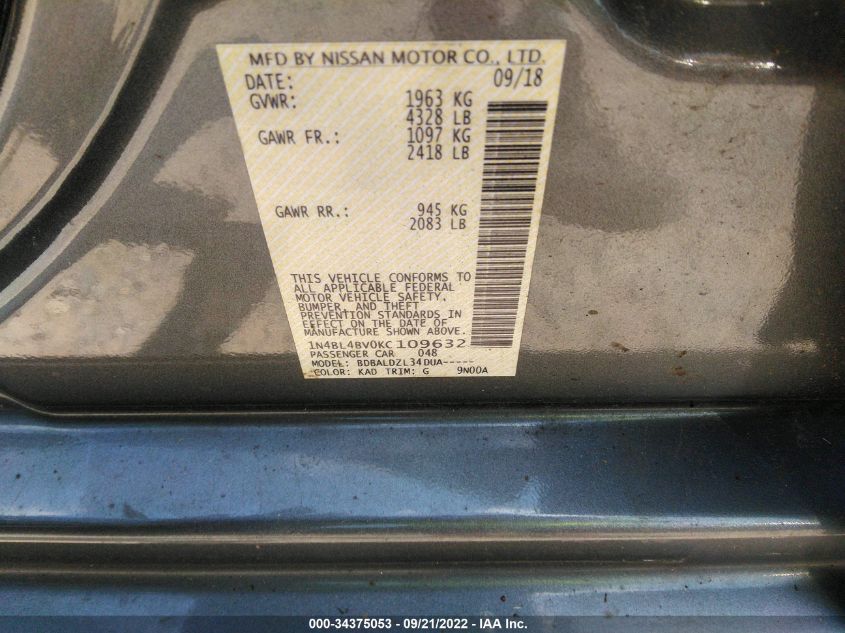 MFD BY NISSAN MOTOR CO., LTD.
DATE: 09/18
GVWR: 1963 KG
4328 LB
GAWR FR.: 1097 KG
2418 LB
GAWR RR.: 945 KG
2083 LB
THIS VEHICLE CONFORMS TO
ALL APPLICABLE FEDERAL
MOTOR VEHICLE SAFETY,
BUMPER, AND THEFT
PREVENTION STANDARDS IN
EFFECT ON THE DATE OF
MANUFACTURE SHOWN ABOVE.
1N4BL4BV0KC109632
PASSENGER CAR 048
MODEL: BDBALDZL34DUA-----
COLOR: KAD TRIM: G 9N00A
000-34375053 - 09/21/2022 - IAA Inc.